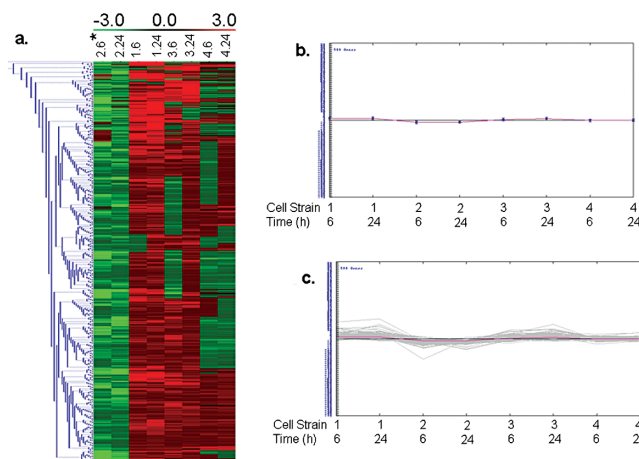 -3.0 0.0 3.0
a.
* 2.6 2.24 1.6 1.24 3.6 3.24 4.6 4.24
b.
Cell Strain 1 1 2 2 3 3 4 4
Time (h) 6 24 6 24 6 24 6 24
c.
Cell Strain 1 1 2 2 3 3 4 4
Time (h) 6 24 6 24 6 24 6 2